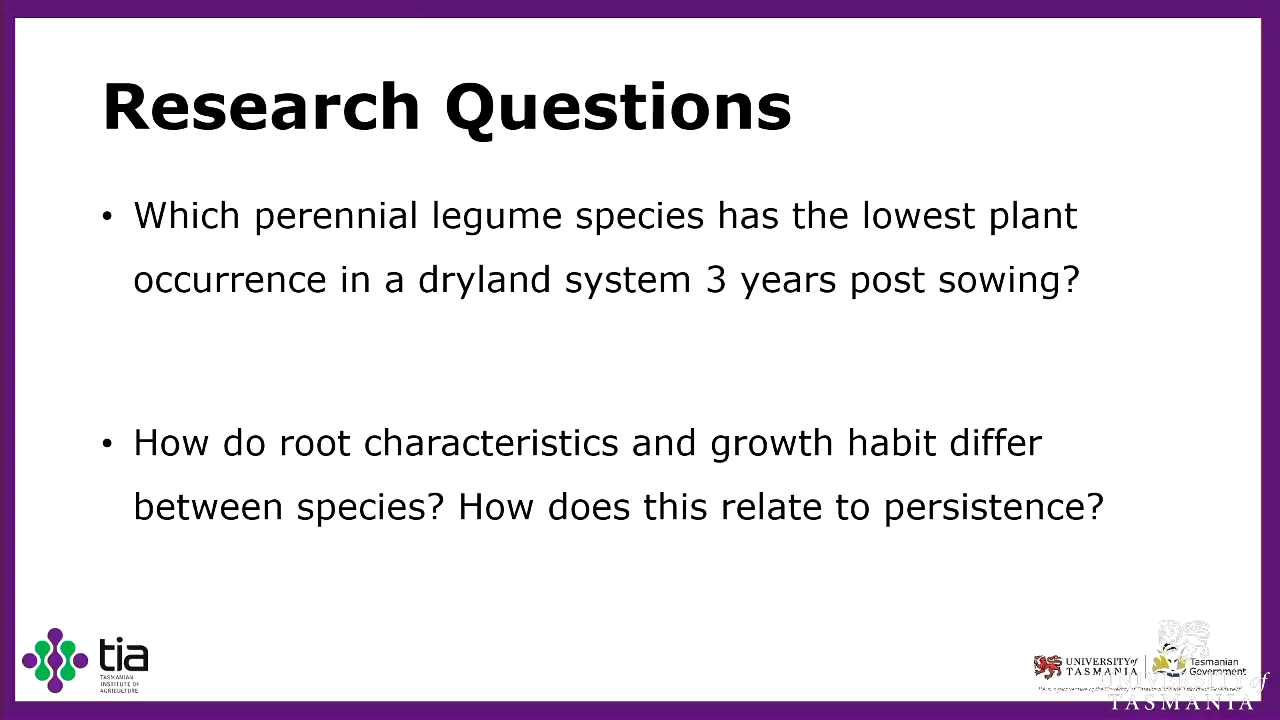 Research Questions
• Which perennial legume species has the lowest plant
occurrence in a dryland system 3 years post sowing?
• How do root characteristics and growth habit differ
between species? How does this relate to persistence?
tia
TASMANIAN
INSTITUTE OF
AGRICULTURE
UNIVERSITY of
TASMANIA
Tasmanian
Government
UNIVERSITY of
TASMANIA